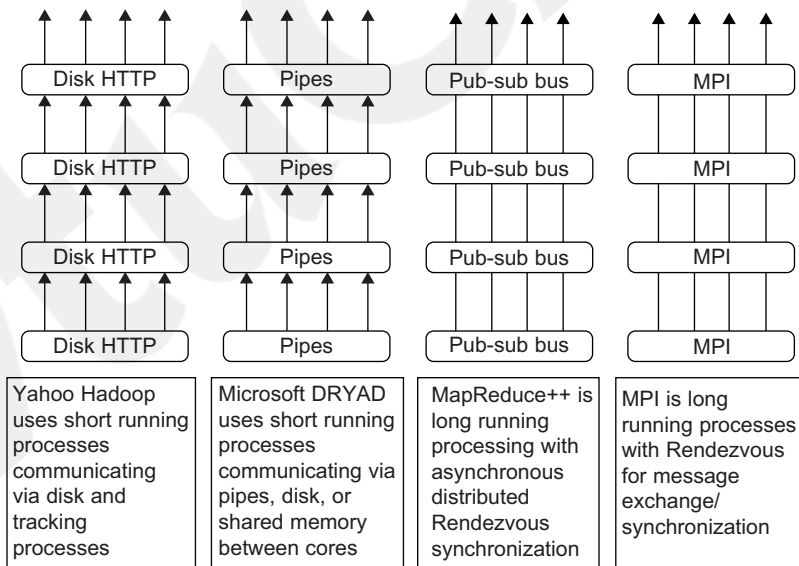 Disk HTTP
Pipes
Pub-sub bus
MPI
Disk HTTP
Pipes
Pub-sub bus
MPI
Disk HTTP
Pipes
Pub-sub bus
MPI
Disk HTTP
Pipes
Pub-sub bus
MPI
Yahoo Hadoop
uses short running
processes
communicating
via disk and
tracking
processes
Microsoft DRYAD
uses short running
processes
communicating via
pipes, disk, or
shared memory
between cores
MapReduce++ is
long running
processing with
asynchronous
distributed
Rendezvous
synchronization
MPI is long
running processes
with Rendezvous
for message
exchange/
synchronization